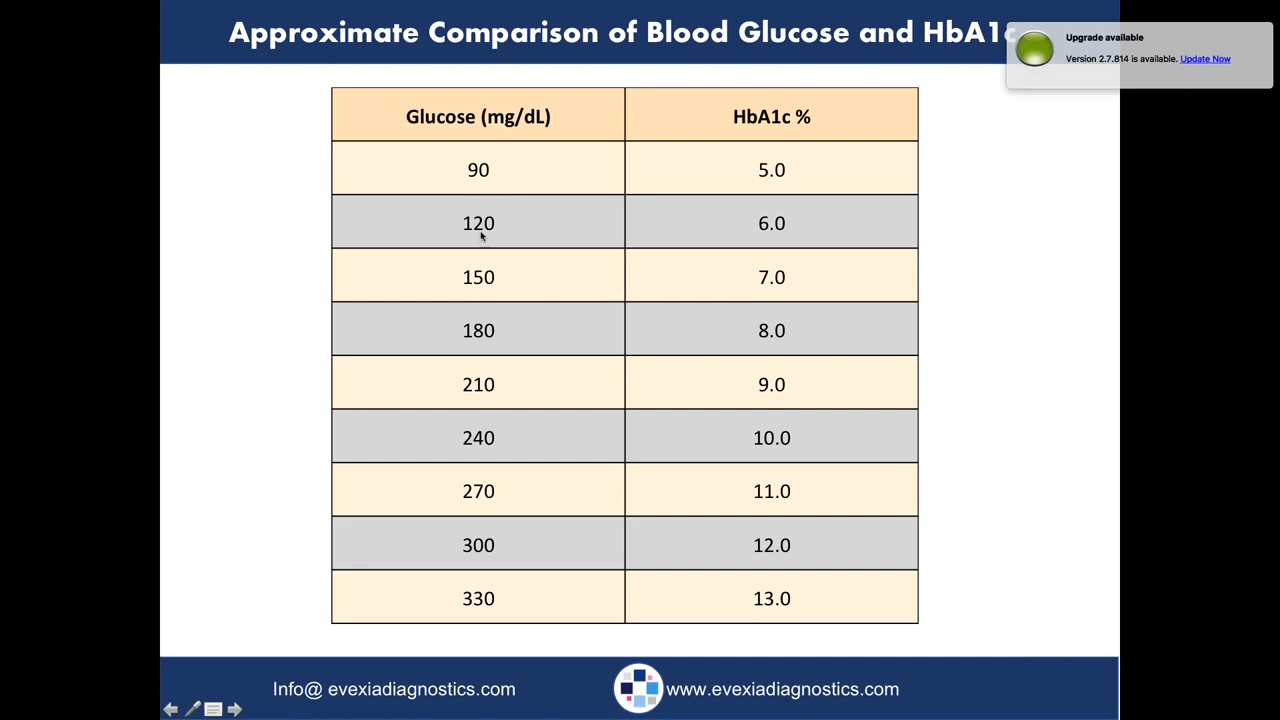 Approximate Comparison of Blood Glucose and HbA1c
Upgrade available
Version 2.7.814 is available. Update Now
Glucose (mg/dL) HbA1c %
90 5.0
120 6.0
150 7.0
180 8.0
210 9.0
240 10.0
270 11.0
300 12.0
330 13.0
Info@ evexiadiagnostics.com www.evexiadiagnostics.com